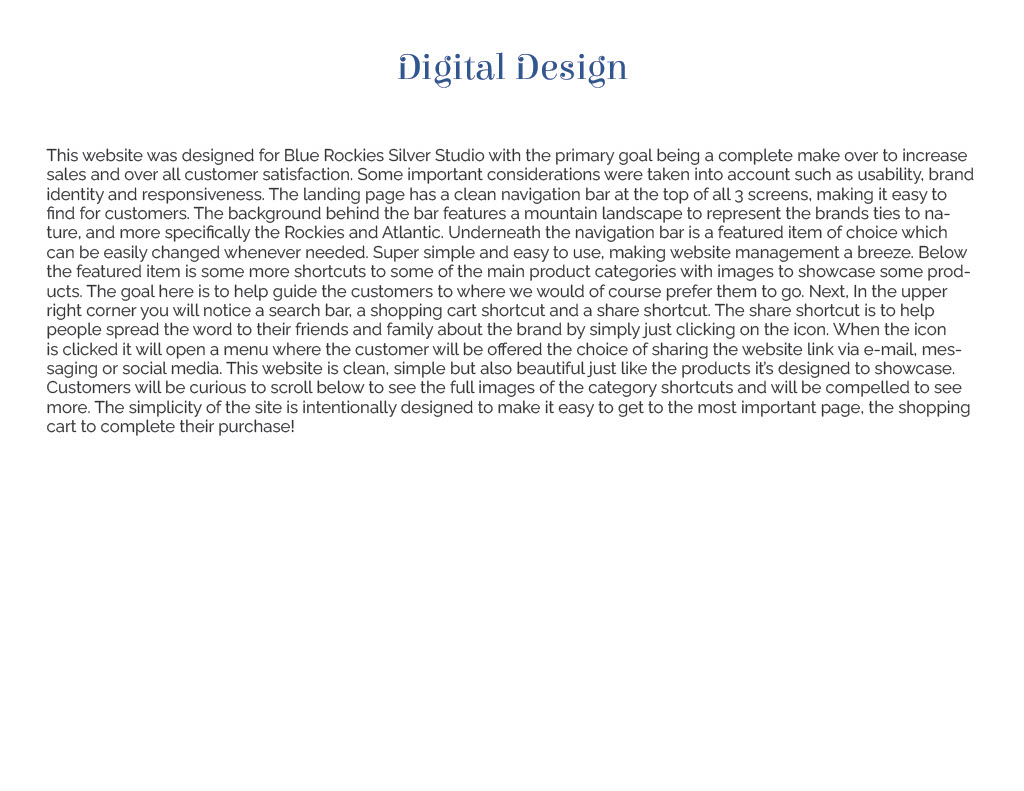 Digital Design
This website was designed for Blue Rockies Silver Studio with the primary goal being a complete make over to increase
sales and over all customer satisfaction. Some important considerations were taken into account such as usability, brand
identity and responsiveness. The landing page has a clean navigation bar at the top of all 3 screens, making it easy to
find for customers. The background behind the bar features a mountain landscape to represent the brands ties to na-
ture, and more specifically the Rockies and Atlantic. Underneath the navigation bar is a featured item of choice which
can be easily changed whenever needed. Super simple and easy to use, making website management a breeze. Below
the featured item is some more shortcuts to some of the main product categories with images to showcase some prod-
ucts. The goal here is to help guide the customers to where we would of course prefer them to go. Next, In the upper
right corner you will notice a search bar, a shopping cart shortcut and a share shortcut. The share shortcut is to help
people spread the word to their friends and family about the brand by simply just clicking on the icon. When the icon
is clicked it will open a menu where the customer will be offered the choice of sharing the website link via e-mail, mes-
saging or social media. This website is clean, simple but also beautiful just like the products it's designed to showcase.
Customers will be curious to scroll below to see the full images of the category shortcuts and will be compelled to see
more. The simplicity of the site is intentionally designed to make it easy to get to the most important page, the shopping
cart to complete their purchase!